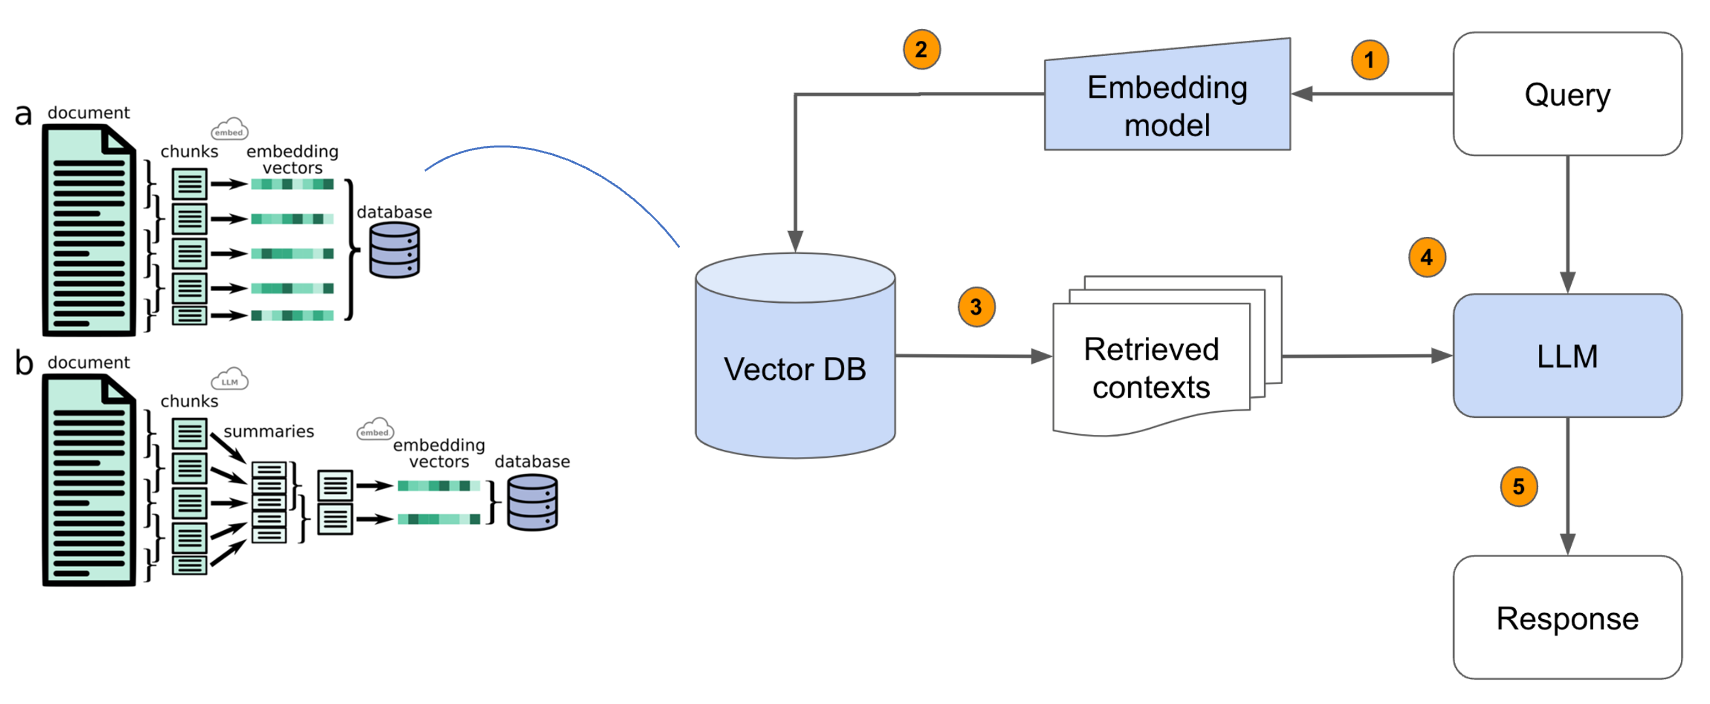 a
document
embed
chunks
embedding
vectors
database
b
document
LLM
chunks
summaries
embed
embedding
vectors
database
2
1
Embedding
model
Query
3
4
Vector DB
Retrieved
contexts
LLM
5
Response